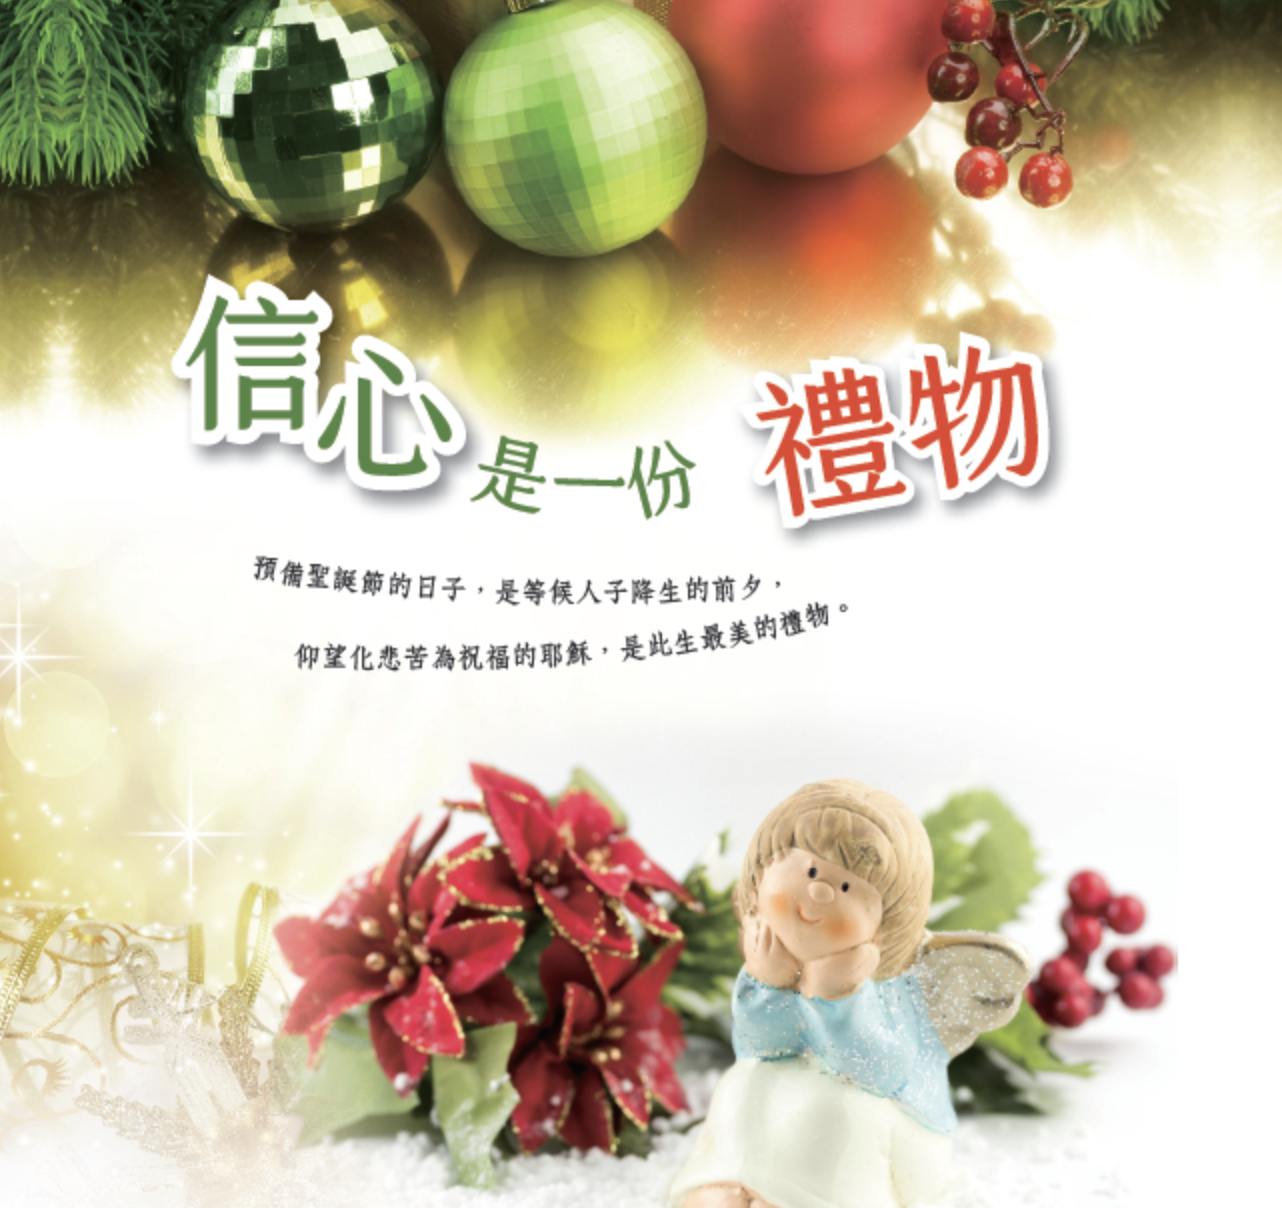 信心是一份 禮物
預備聖誕節的日子，是等候人子降生的前夕，
仰望化悲苦為祝福的耶穌，是此生最美的禮物。